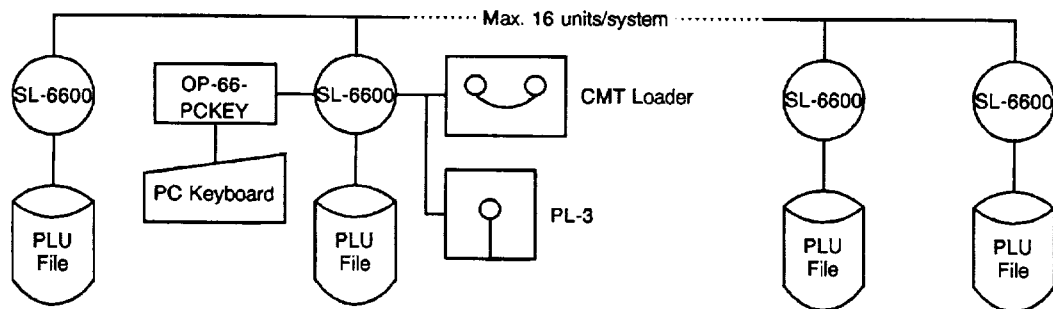 Max. 16 units/system
SL-6600
OP-66-
PCKEY
SL-6600
CMT Loader
SL-6600
SL-6600
PC Keyboard
PL-3
PLU
File
PLU
File
PLU
File
PLU
File